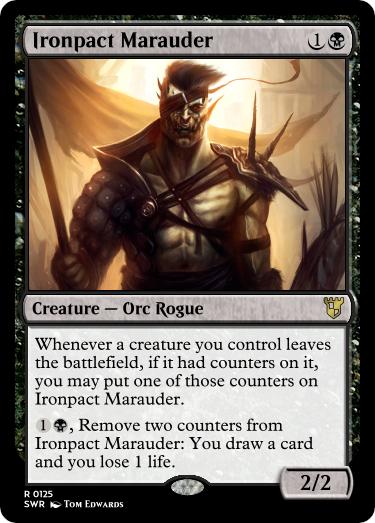 Ironpact Marauder 1
Creature — Orc Rogue
Whenever a creature you control leaves
the battlefield, if it had counters on it,
you may put one of those counters on
Ironpact Marauder.
1, Remove two counters from
Ironpact Marauder: You draw a card
and you lose 1 life.
2/2
R 0125
SWR Tom Edwards